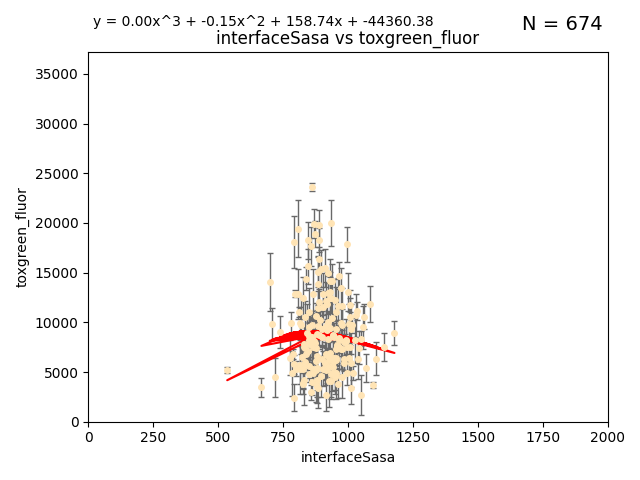 y = 0.00x^3 + -0.15x^2 + 158.74x + -44360.38
N = 674
interfaceSasa vs toxgreen_fluor
35000
30000
25000
20000
15000
10000
5000
0
toxgreen_fluor
0 250 500 750 1000 1250 1500 1750 2000
interfaceSasa